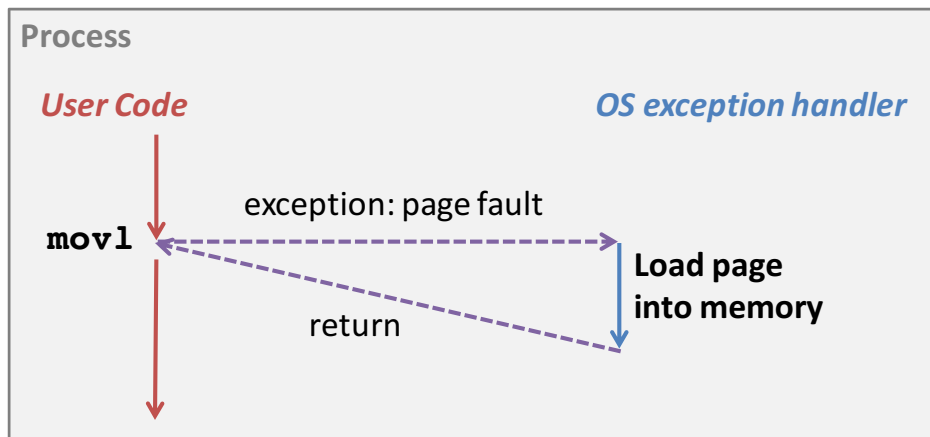 Process
User Code
OS exception handler
exception: page fault
movl
Load page
into memory
return